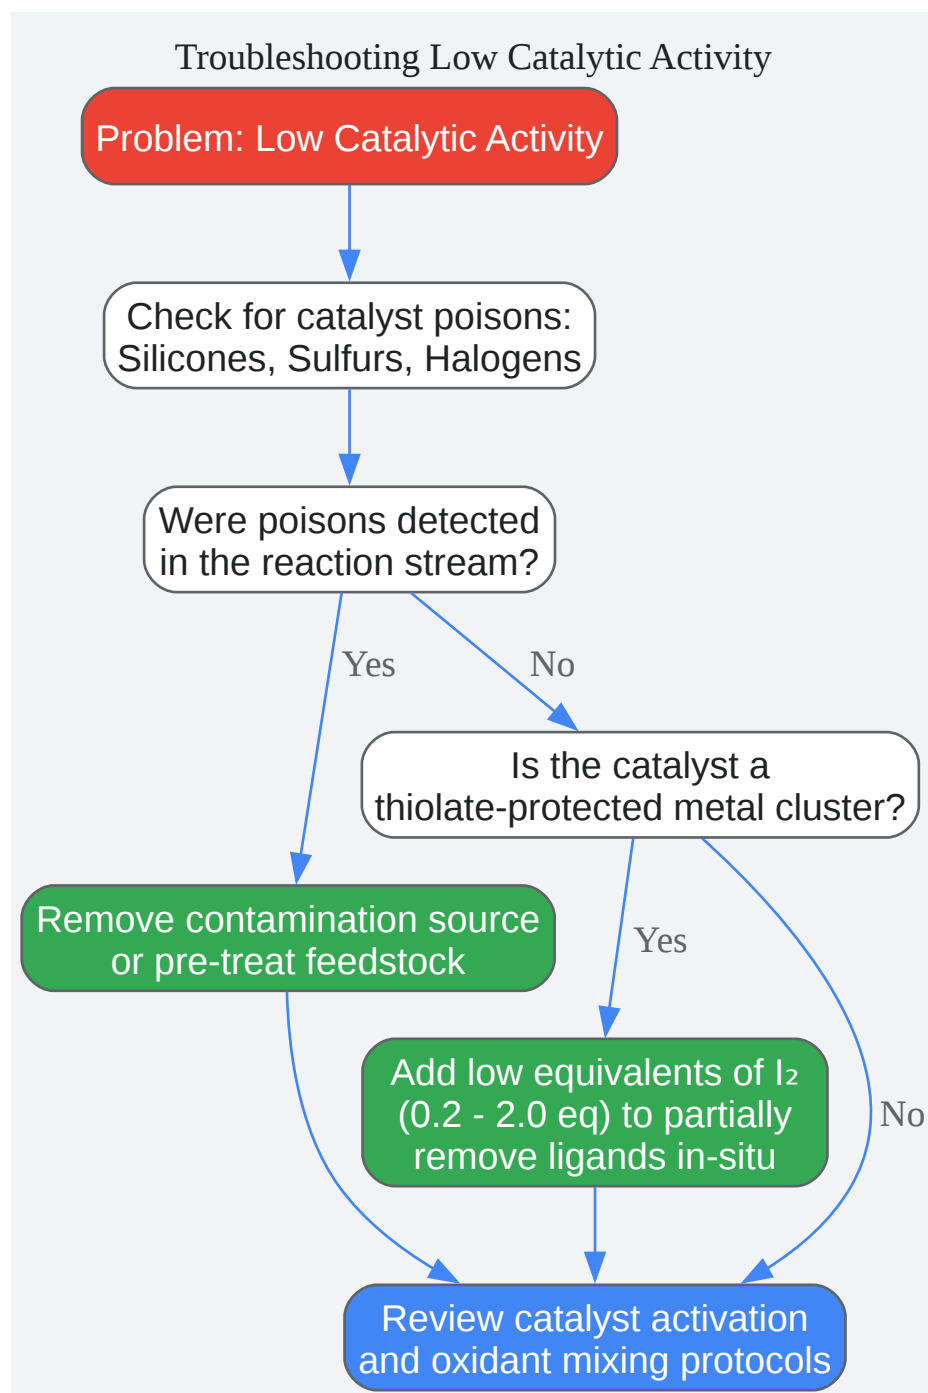 Troubleshooting Low Catalytic Activity
Problem: Low Catalytic Activity
Check for catalyst poisons:
Silicones, Sulfurs, Halogens
Were poisons detected
in the reaction stream?
Yes
No
Is the catalyst a
thiolate-protected metal cluster?
Remove contamination source
or pre-treat feedstock
Yes
Add low equivalents of I₂
(0.2 - 2.0 eq) to partially
remove ligands in-situ
No
Review catalyst activation
and oxidant mixing protocols